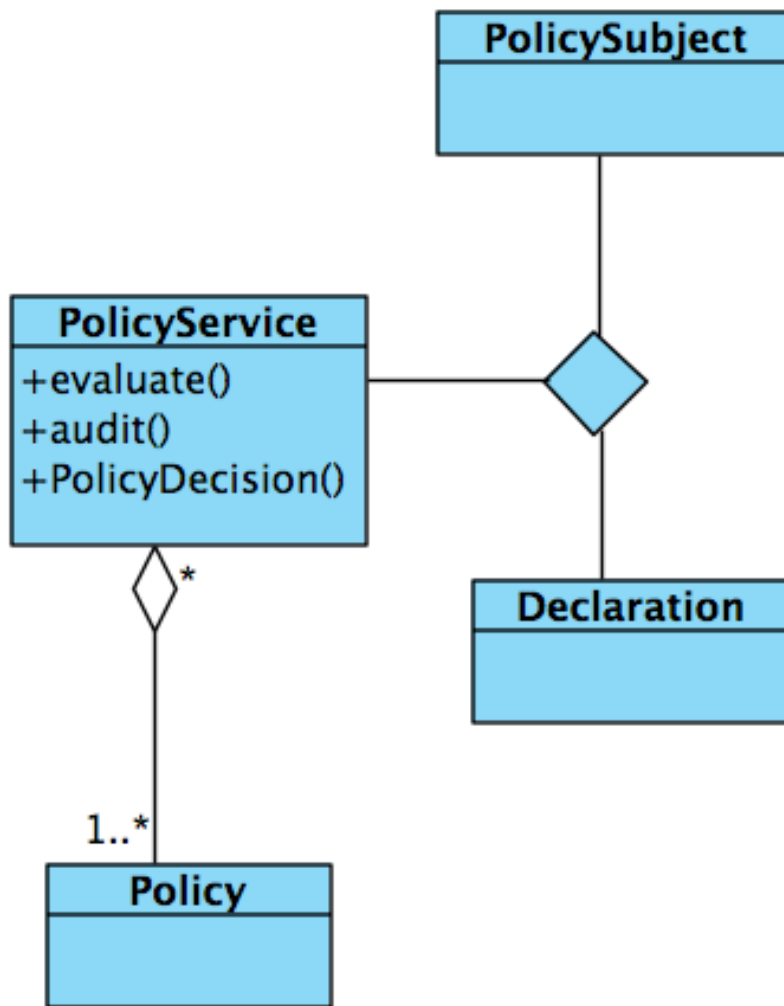 PolicySubject
PolicyService
+evaluate()
+audit()
+PolicyDecision()
*
Declaration
1..*
Policy